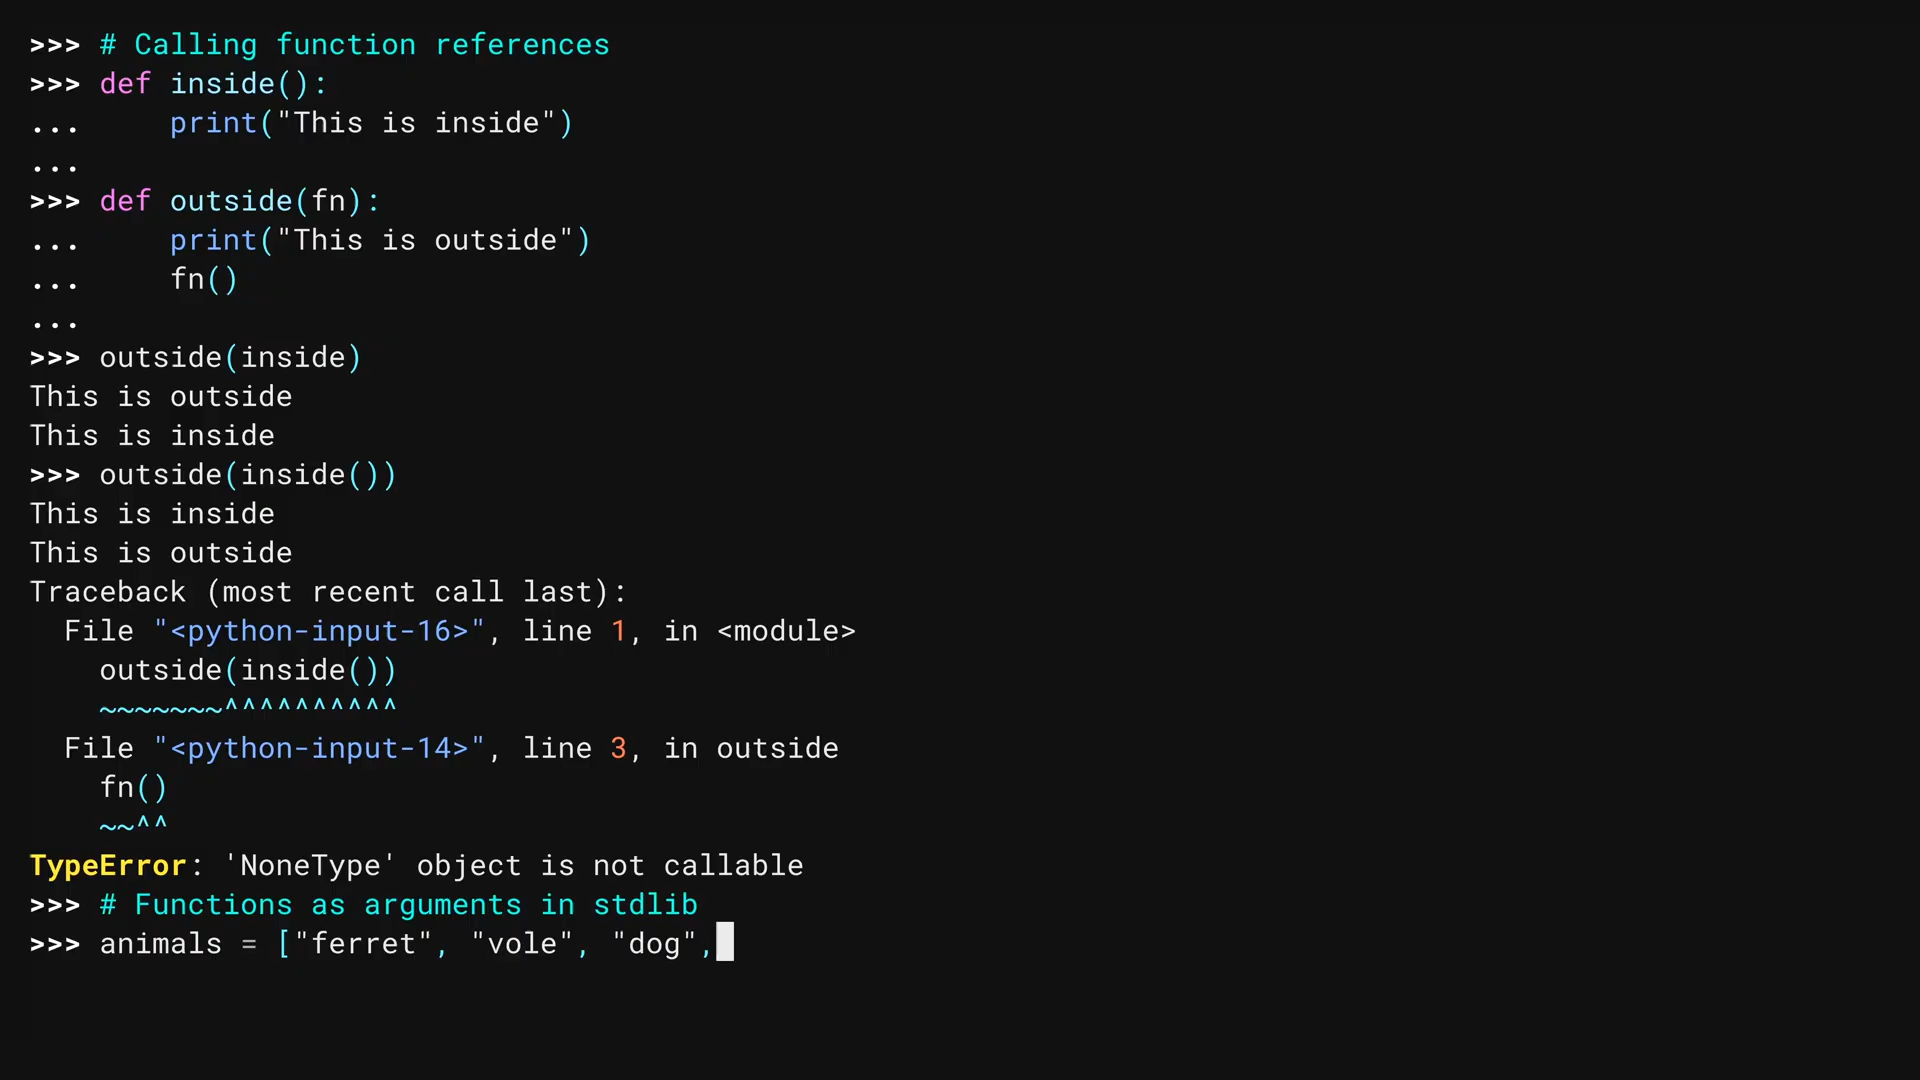 >>> # Calling function references
>>> def inside():
...     print("This is inside")
...
>>> def outside(fn):
...     print("This is outside")
...     fn()
...
>>> outside(inside)
This is outside
This is inside
>>> outside(inside())
This is inside
This is outside
Traceback (most recent call last):
  File "<python-input-16>", line 1, in <module>
    outside(inside())
    ~~~~~~~^^^^^^^^^^
  File "<python-input-14>", line 3, in outside
    fn()
    ~~^^
TypeError: 'NoneType' object is not callable
>>> # Functions as arguments in stdlib
>>> animals = ["ferret", "vole", "dog",